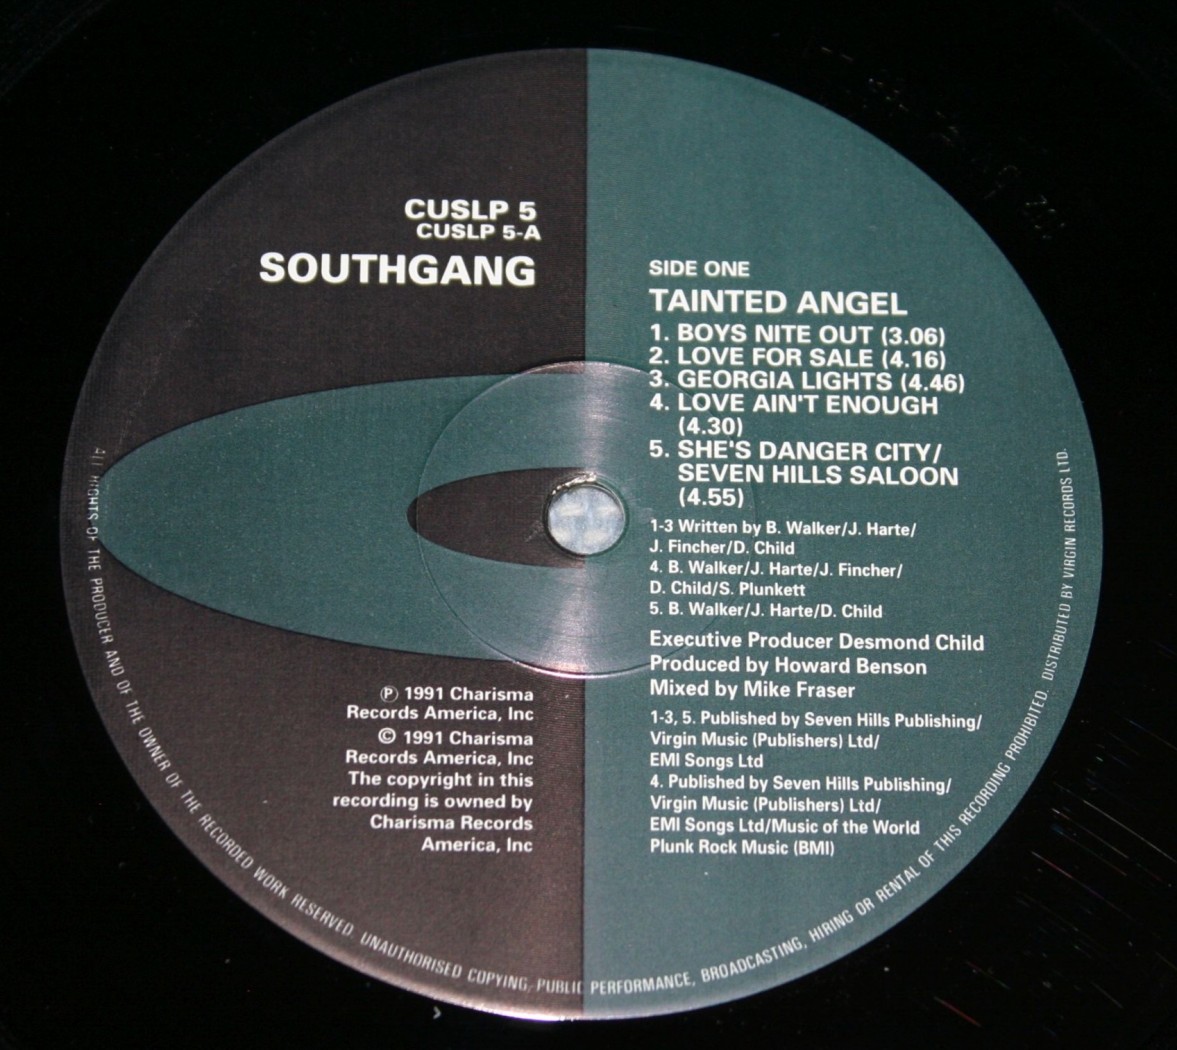 CUSLP 5
CUSLP 5-A
SOUTHGANG
SIDE ONE
TAINTED ANGEL
1. BOYS NITE OUT (3.06)
2. LOVE FOR SALE (4.16)
3. GEORGIA LIGHTS (4.46)
4. LOVE AIN'T ENOUGH
(4.30)
5. SHE'S DANGER CITY/
SEVEN HILLS SALOON
(4.55)
1-3 Written by B. Walker/J. Harte/
J. Fincher/D. Child
4. B. Walker/J. Harte/J. Fincher/
D. Child/S. Plunkett
5. B. Walker/J. Harte/D. Child
Executive Producer Desmond Child
Produced by Howard Benson
Mixed by Mike Fraser
1-3, 5. Published by Seven Hills Publishing/
Virgin Music (Publishers) Ltd/
EMI Songs Ltd
4. Published by Seven Hills Publishing/
Virgin Music (Publishers) Ltd/
EMI Songs Ltd/Music of the World
Plunk Rock Music (BMI)
℗ 1991 Charisma
Records America, Inc
© 1991 Charisma
Records America, Inc
The copyright in this
recording is owned by
Charisma Records
America, Inc
ALL RIGHTS OF THE PRODUCER AND OF THE OWNER OF THE RECORDED WORK RESERVED. UNAUTHORISED COPYING, PUBLIC PERFORMANCE, BROADCASTING, HIRING OR RENTAL OF THIS RECORDING PROHIBITED. DISTRIBUTED BY VIRGIN RECORDS LTD.